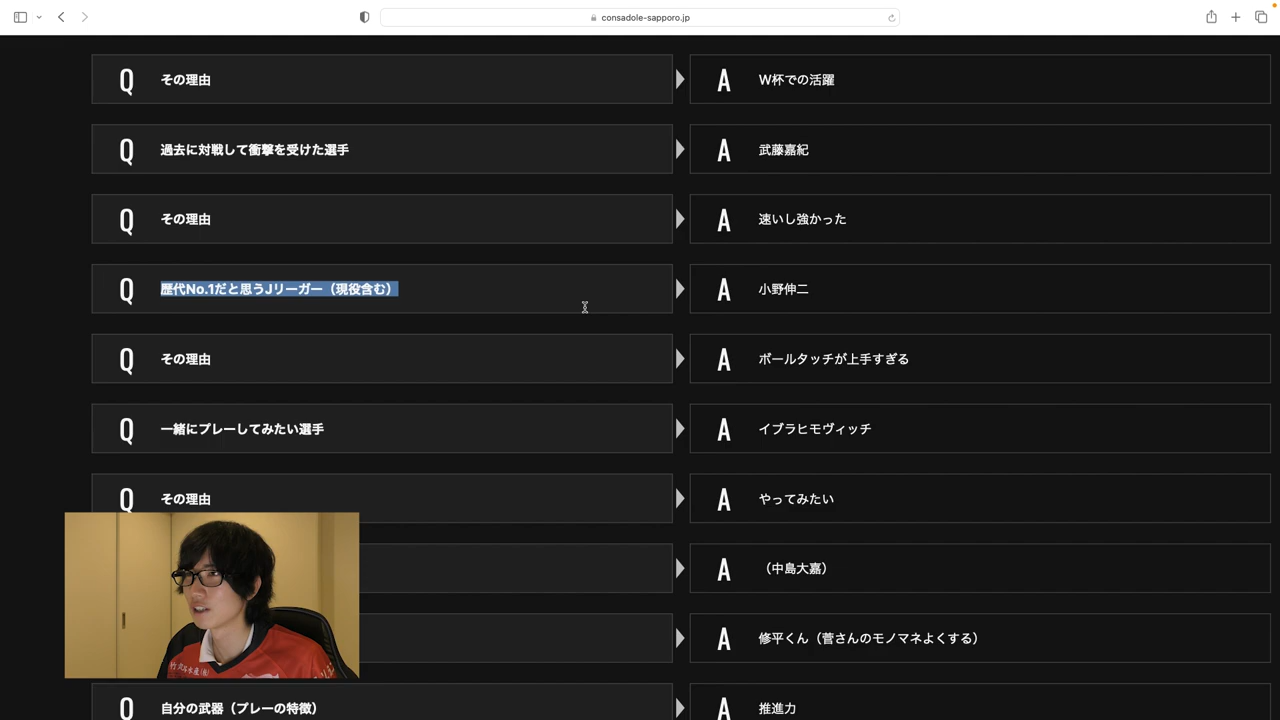 consadole-sapporo.jp
Q その理由 A W杯での活躍
Q 過去に対戦して衝撃を受けた選手 A 武藤嘉紀
Q その理由 A 速いし強かった
Q 歴代No.1だと思うJリーガー（現役含む） A 小野伸二
Q その理由 A ボールタッチが上手すぎる
Q 一緒にプレーしてみたい選手 A イブラヒモヴィッチ
Q その理由 A やってみたい
A （中島大嘉）
A 修平くん（菅さんのモノマネよくする）
Q 自分の武器（プレーの特徴） A 推進力